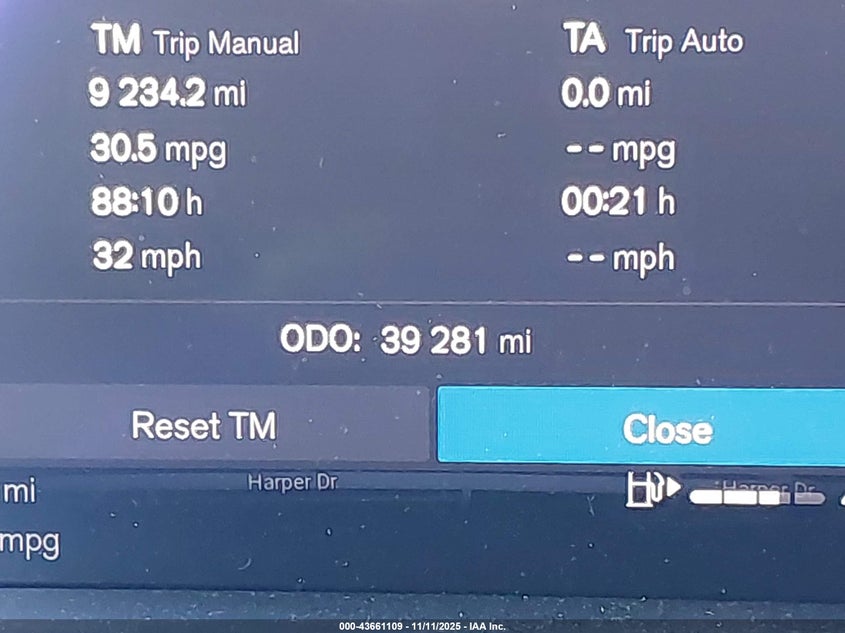 TM Trip Manual
TA Trip Auto
9 234.2 mi
0.0 mi
30.5 mpg
-- mpg
88:10 h
00:21 h
32 mph
-- mph
ODO: 39 281 mi
Reset TM
Close
mi
Harper Dr
Harper Dr
mpg
000-43661109 - 11/11/2025 - IAA Inc.